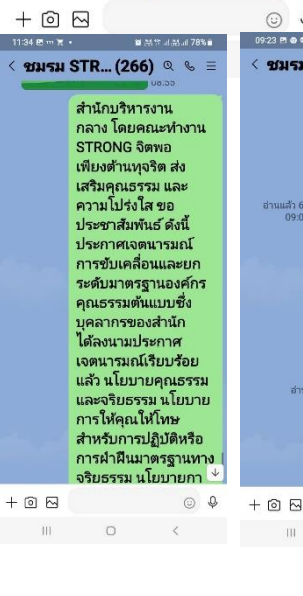 11:34
78%
< ชมรม STR... (266)
08:55
สำนักบริหารงาน
กลาง โดยคณะทำงาน
STRONG จิตพอ
เพียงต้านทุจริต ส่ง
เสริมคุณธรรม และ
ความโปร่งใส ขอ
ประชาสัมพันธ์ ดังนี้
ประกาศเจตนารมณ์
การขับเคลื่อนและยก
ระดับมาตรฐานองค์กร
คุณธรรมต้นแบบซึ่ง
บุคลากรของสำนัก
ได้ลงนามประกาศ
เจตนารมณ์เรียบร้อย
แล้ว นโยบายคุณธรรม
และจริยธรรม นโยบาย
การให้คุณให้โทษ
สำหรับการปฏิบัติหรือ
การฝ่าฝืนมาตรฐานทาง
จริยธรรม นโยบายกา
09:23
< ชมร
อ่านแล้ว 6
09:0